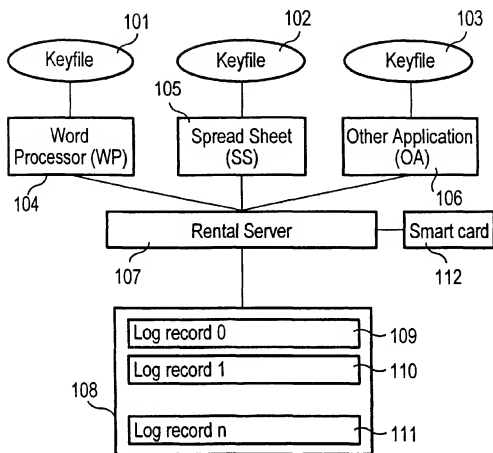 101
102
103
Keyfile
Keyfile
Keyfile
105
Word
Processor (WP)
Spread Sheet
(SS)
Other Application
(OA)
104
106
Rental Server
Smart card
107
112
Log record 0
109
Log record 1
110
108
Log record n
111